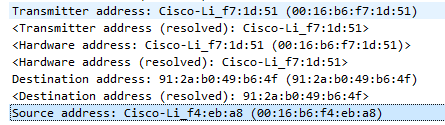 Transmitter address: Cisco-Li_f7:1d:51 (00:16:b6:f7:1d:51)
<Transmitter address (resolved): Cisco-Li_f7:1d:51>
<Hardware address: Cisco-Li_f7:1d:51 (00:16:b6:f7:1d:51)>
<Hardware address (resolved): Cisco-Li_f7:1d:51>
Destination address: 91:2a:b0:49:b6:4f (91:2a:b0:49:b6:4f)
<Destination address (resolved): 91:2a:b0:49:b6:4f>
Source address: Cisco-Li_f4:eb:a8 (00:16:b6:f4:eb:a8)